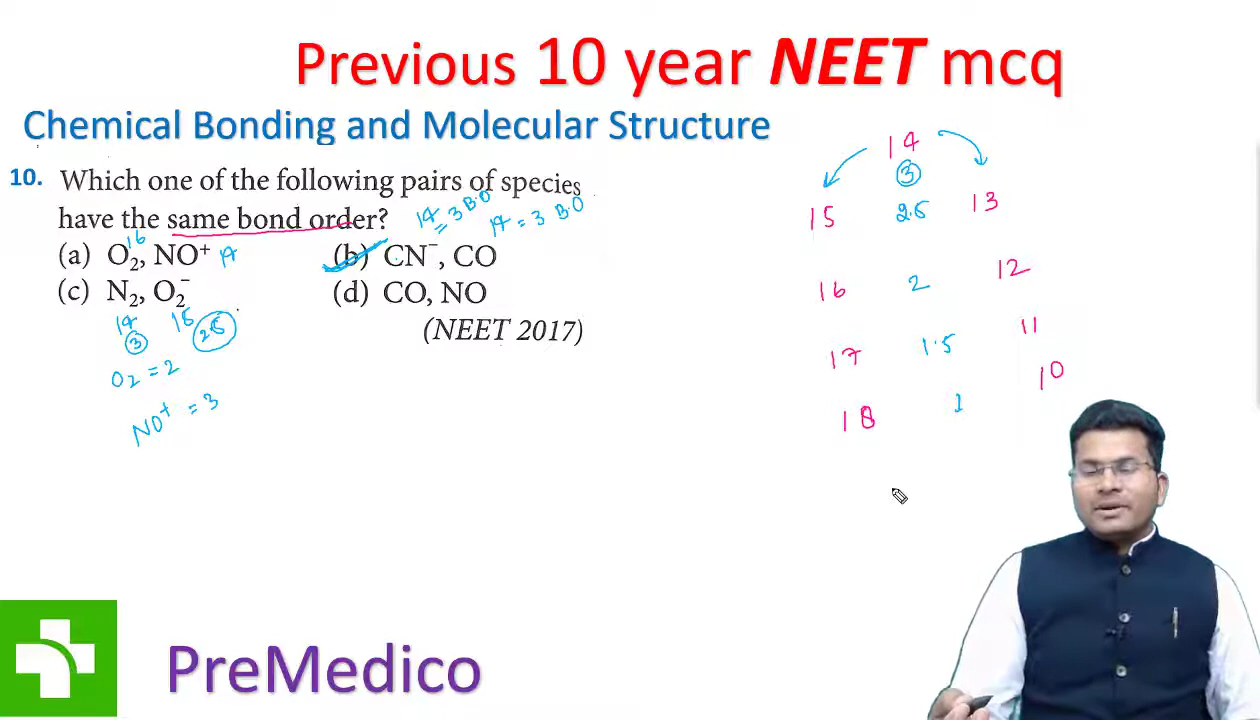 Previous 10 year NEET mcq
Chemical Bonding and Molecular Structure
10. Which one of the following pairs of species
have the same bond order?
14 = 3 B.O
14 = 3 B.O
16
(a) O₂, NO⁺ 14
(b) CN⁻, CO
(c) N₂, O₂⁻
(d) CO, NO
(NEET 2017)
14
3
2.5
O2 = 2
NO+ = 3
14
3
15 2.5 13
16 2 12
17 1.5 11
18 1 10
PreMedico